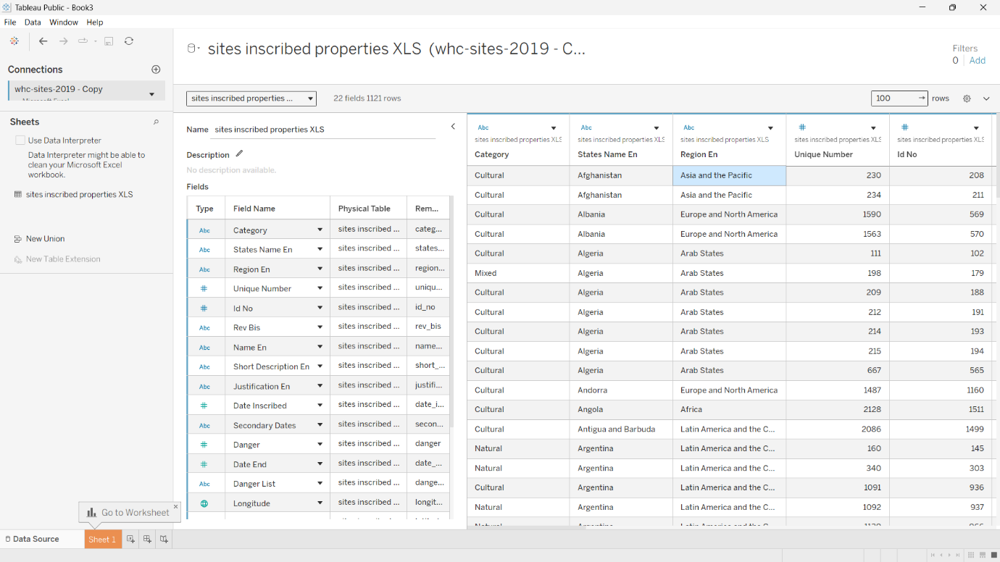 Tableau Public - Book3
File Data Window Help
Connections
whc-sites-2019 - Copy
Microsoft Excel
Sheets
Use Data Interpreter
Data Interpreter might be able to
clean your Microsoft Excel
workbook.
sites inscribed properties XLS
New Union
New Table Extension
sites inscribed properties XLS (whc-sites-2019 - C...
Filters
0 Add
sites inscribed properties ... 22 fields 1121 rows
100 rows
Name sites inscribed properties XLS
Description
No description available.
Fields
Type Field Name Physical Table Rem...
Abc Category sites inscribed ... categ...
Abc States Name En sites inscribed ... states...
Abc Region En sites inscribed ... region...
# Unique Number sites inscribed ... uniqu...
# Id No sites inscribed ... id_no
Abc Rev Bis sites inscribed ... rev_bis
Abc Name En sites inscribed ... name...
Abc Short Description En sites inscribed ... short_...
Abc Justification En sites inscribed ... justifi...
# Date Inscribed sites inscribed ... date_i...
Abc Secondary Dates sites inscribed ... secon...
# Danger sites inscribed ... danger
# Date End sites inscribed ... date_...
Abc Danger List sites inscribed ... dange...
Longitude sites inscribed ... longit...
Abc Abc Abc # #
sites inscribed properties XLS sites inscribed properties XLS sites inscribed properties XLS sites inscribed properties XLS sites inscribed properties XLS
Category States Name En Region En Unique Number Id No
Cultural Afghanistan Asia and the Pacific 230 208
Cultural Afghanistan Asia and the Pacific 234 211
Cultural Albania Europe and North America 1590 569
Cultural Albania Europe and North America 1563 570
Cultural Algeria Arab States 111 102
Mixed Algeria Arab States 198 179
Cultural Algeria Arab States 209 188
Cultural Algeria Arab States 212 191
Cultural Algeria Arab States 214 193
Cultural Algeria Arab States 215 194
Cultural Algeria Arab States 667 565
Cultural Andorra Europe and North America 1487 1160
Cultural Angola Africa 2128 1511
Cultural Antigua and Barbuda Latin America and the C... 2086 1499
Natural Argentina Latin America and the C... 160 145
Natural Argentina Latin America and the C... 340 303
Cultural Argentina Latin America and the C... 1091 936
Natural Argentina Latin America and the C... 1092 937
Natural Argentina Latin America and the C...
Go to Worksheet
Data Source Sheet 1